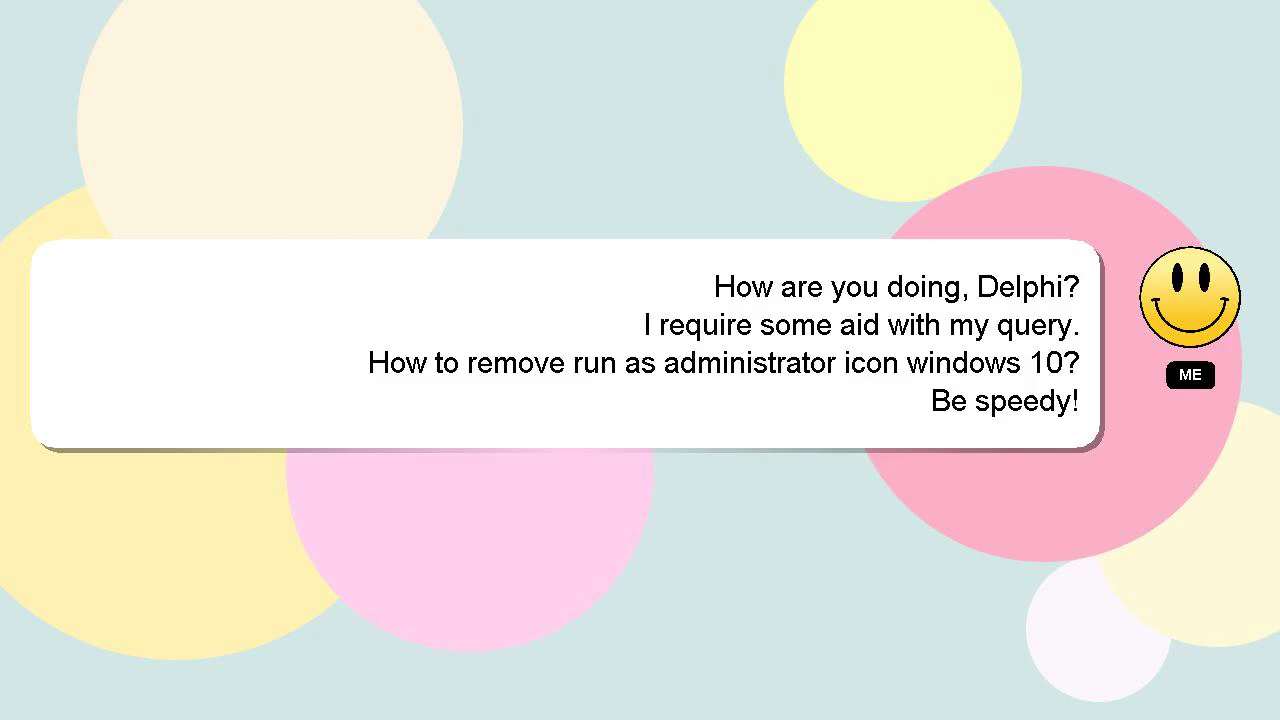 How are you doing, Delphi?
I require some aid with my query.
How to remove run as administrator icon windows 10?
Be speedy!
ME